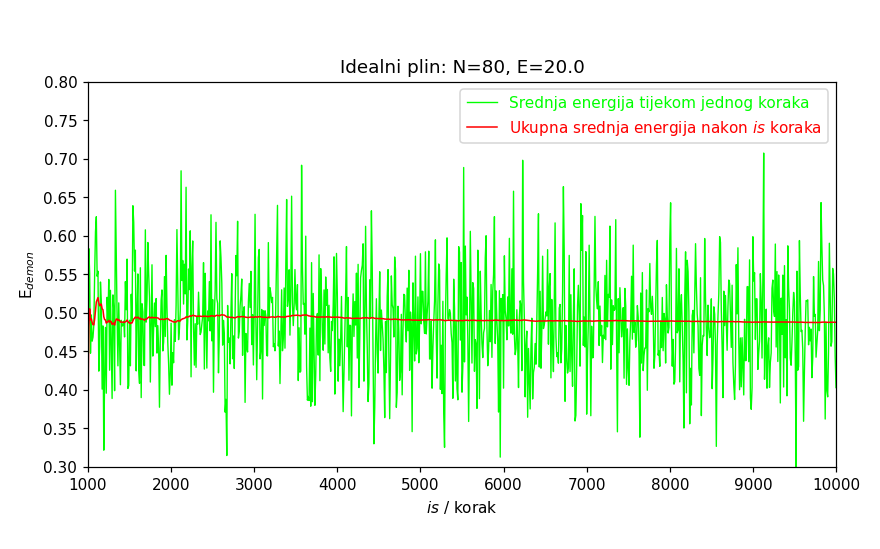 Idealni plin: N=80, E=20.0
Srednja energija tijekom jednog koraka
Ukupna srednja energija nakon is koraka
E_demon
0.80
0.75
0.70
0.65
0.60
0.55
0.50
0.45
0.40
0.35
0.30
1000 2000 3000 4000 5000 6000 7000 8000 9000 10000
is / korak